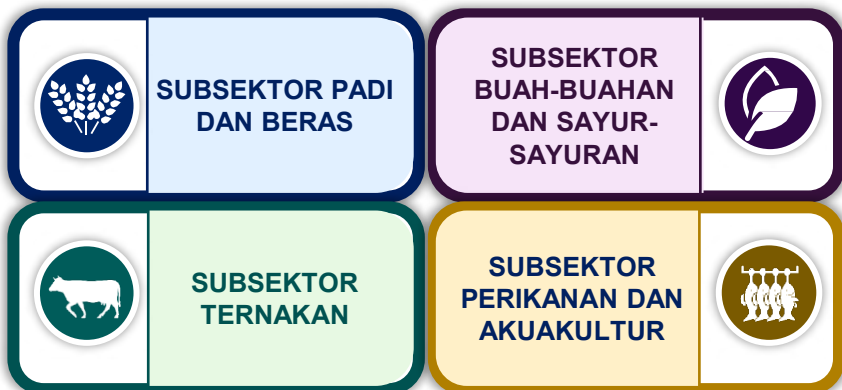 SUBSEKTOR PADI
DAN BERAS
SUBSEKTOR
BUAH-BUAHAN
DAN SAYUR-
SAYURAN
SUBSEKTOR
TERNAKAN
SUBSEKTOR
PERIKANAN DAN
AKUAKULTUR